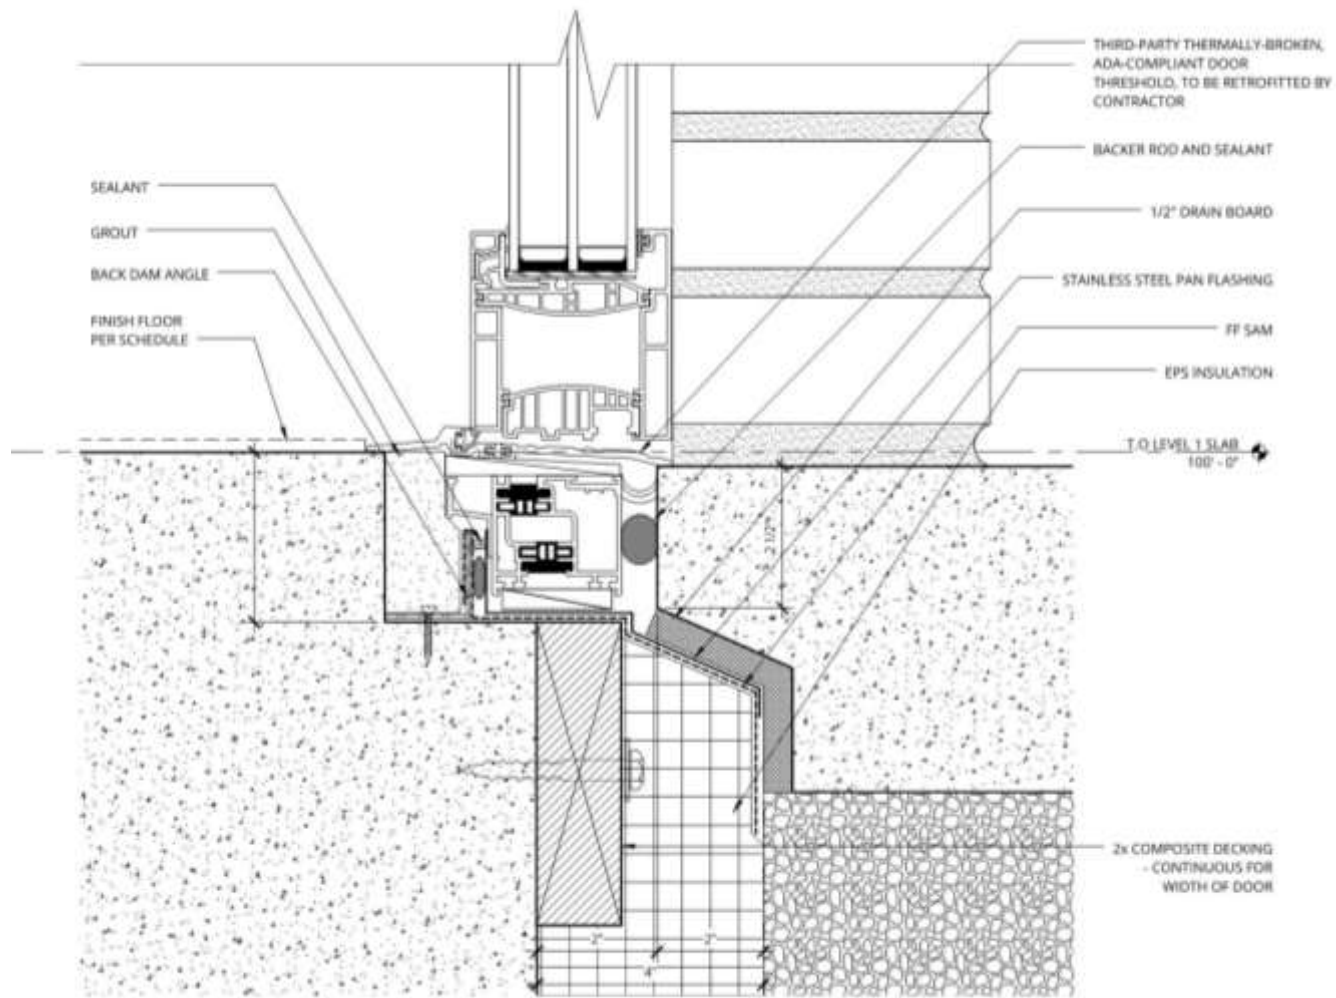 THIRD-PARTY THERMALLY-BROKEN,
ADA-COMPLIANT DOOR
THRESHOLD, TO BE RETROFITTED BY
CONTRACTOR
BACKER ROD AND SEALANT
1/2" DRAIN BOARD
STAINLESS STEEL PAN FLASHING
FF SAM
EPS INSULATION
SEALANT
GROUT
BACK DAM ANGLE
FINISH FLOOR
PER SCHEDULE
T.O LEVEL 1 SLAB
100' - 0"
2 1/2"
3"
2x COMPOSITE DECKING
- CONTINUOUS FOR
WIDTH OF DOOR
2"
2"
4"